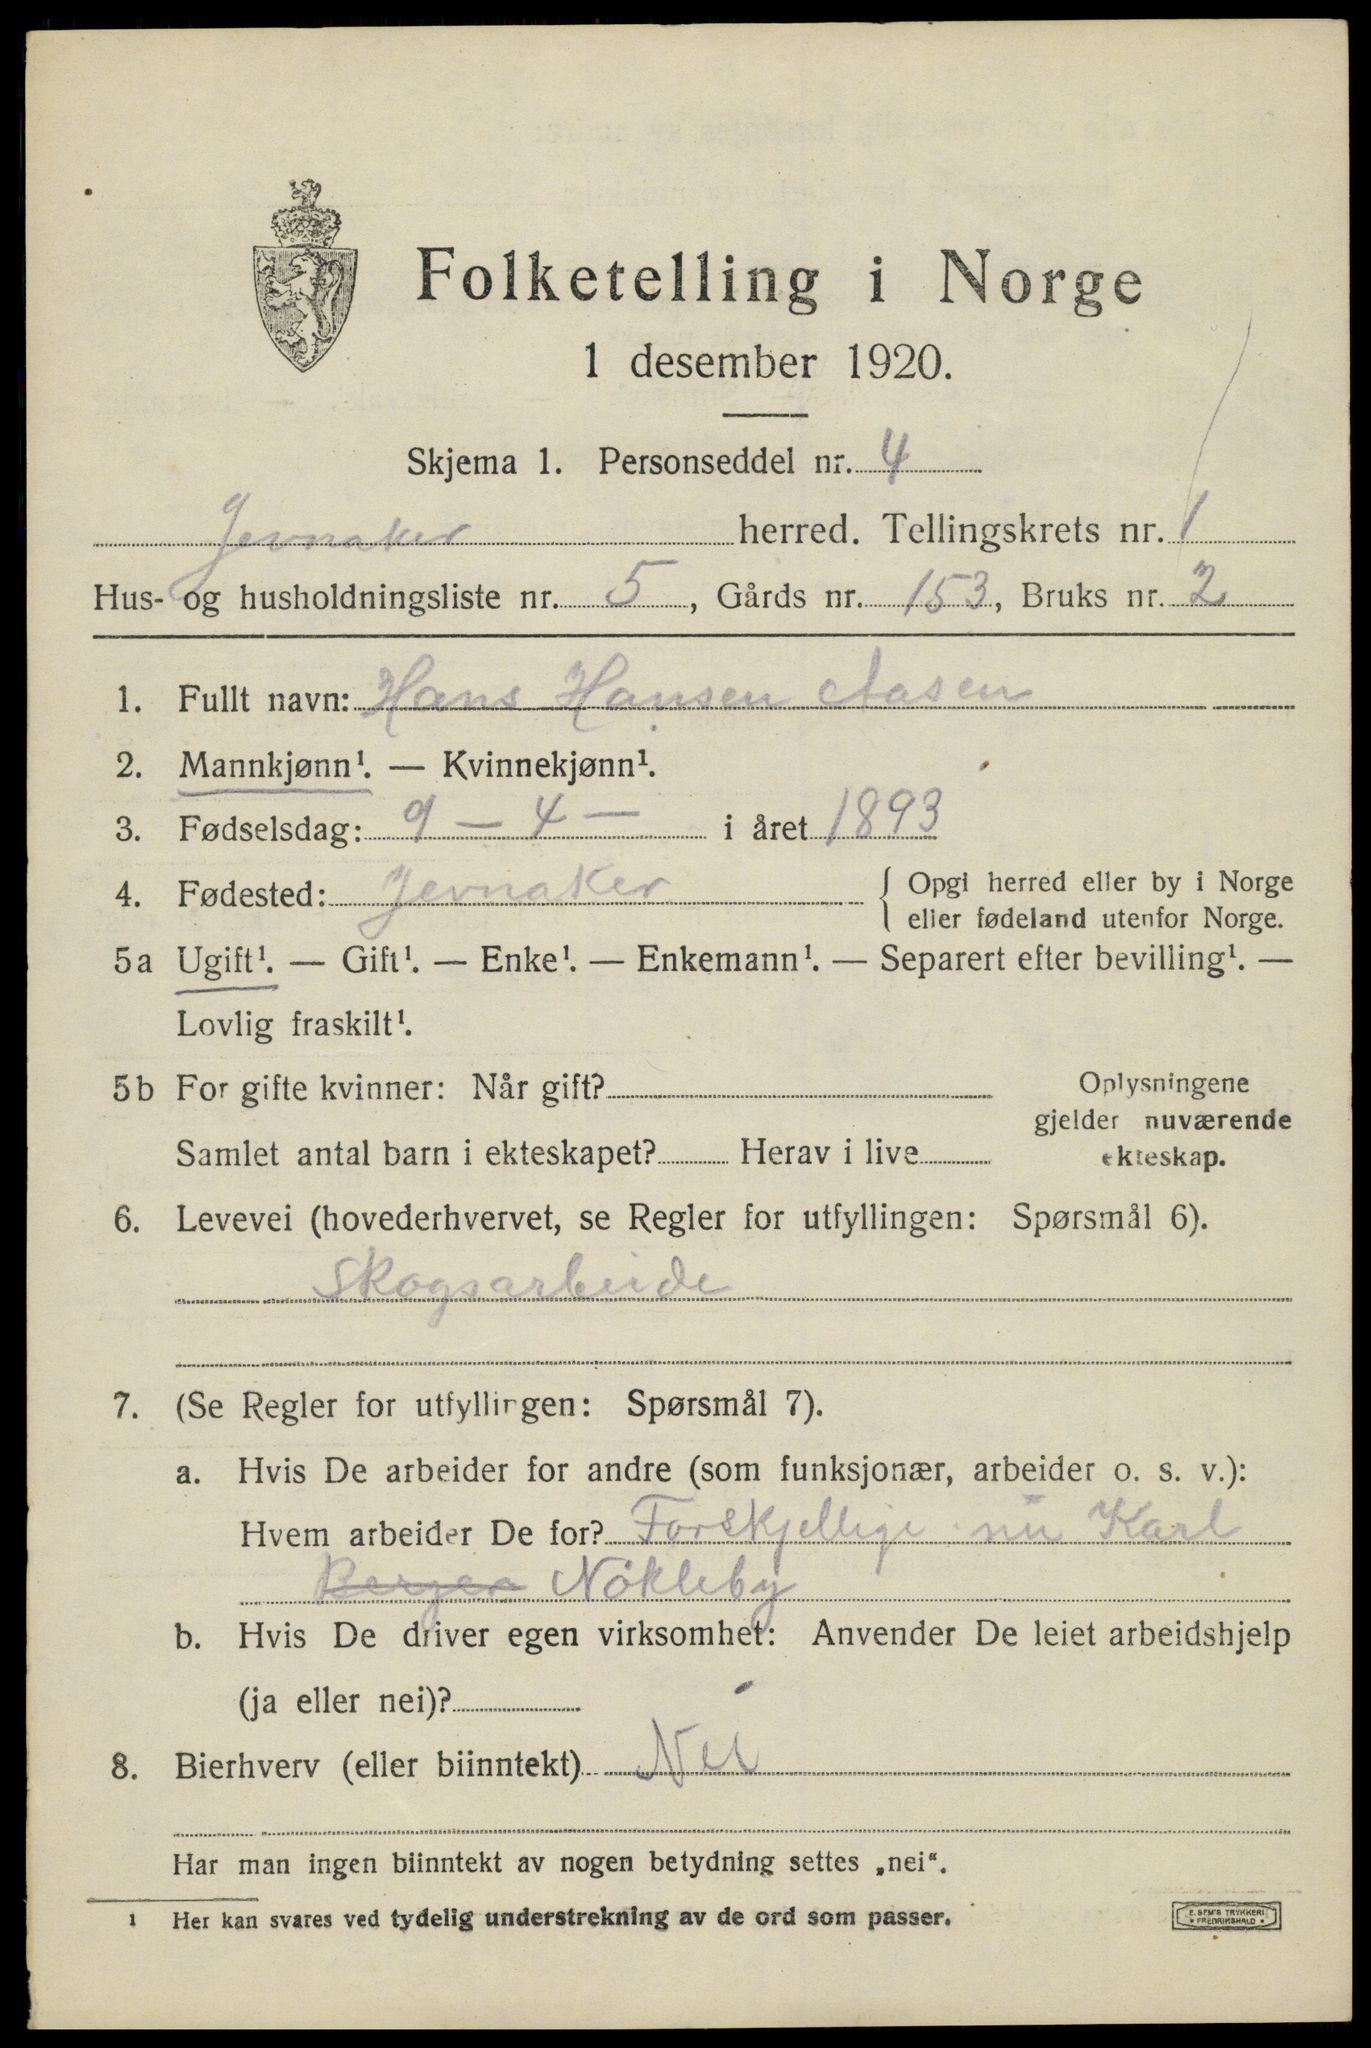 Folketelling i Norge
1 desember 1920.
Skjema 1. Personseddel nr. 4
Jevnaker herred. Tellingskrets nr. 1
Hus- og husholdningsliste nr. 5, Gårds nr. 153, Bruks nr. 2
1. Fullt navn: Hans Hansen Aasen
2. Mannkjønn¹. — Kvinnekjønn¹.
3. Fødselsdag: 9 – 4 – i året 1893
4. Fødested: Jevnaker { Opgi herred eller by i Norge
eller fødeland utenfor Norge.
5a Ugift¹. — Gift¹. — Enke¹. — Enkemann¹. — Separert efter bevilling¹. —
Lovlig fraskilt¹.
5b For gifte kvinner: Når gift? Oplysningene
gjelder nuværende
Samlet antal barn i ekteskapet? Herav i live ekteskap.
6. Levevei (hovederhvervet, se Regler for utfyllingen: Spørsmål 6).
Skogsarbeide
7. (Se Regler for utfyllingen: Spørsmål 7).
a. Hvis De arbeider for andre (som funksjonær, arbeider o. s. v.):
Hvem arbeider De for? Forskjellige nu Karl
Bergen Nökleby
b. Hvis De driver egen virksomhet: Anvender De leiet arbeidshjelp
(ja eller nei)?
8. Bierhverv (eller biinntekt) Nei
Har man ingen biinntekt av nogen betydning settes „nei".
1 Her kan svares ved tydelig understrekning av de ord som passer.
E. SEM'S TRYKKERI
FREDRIKSHALD